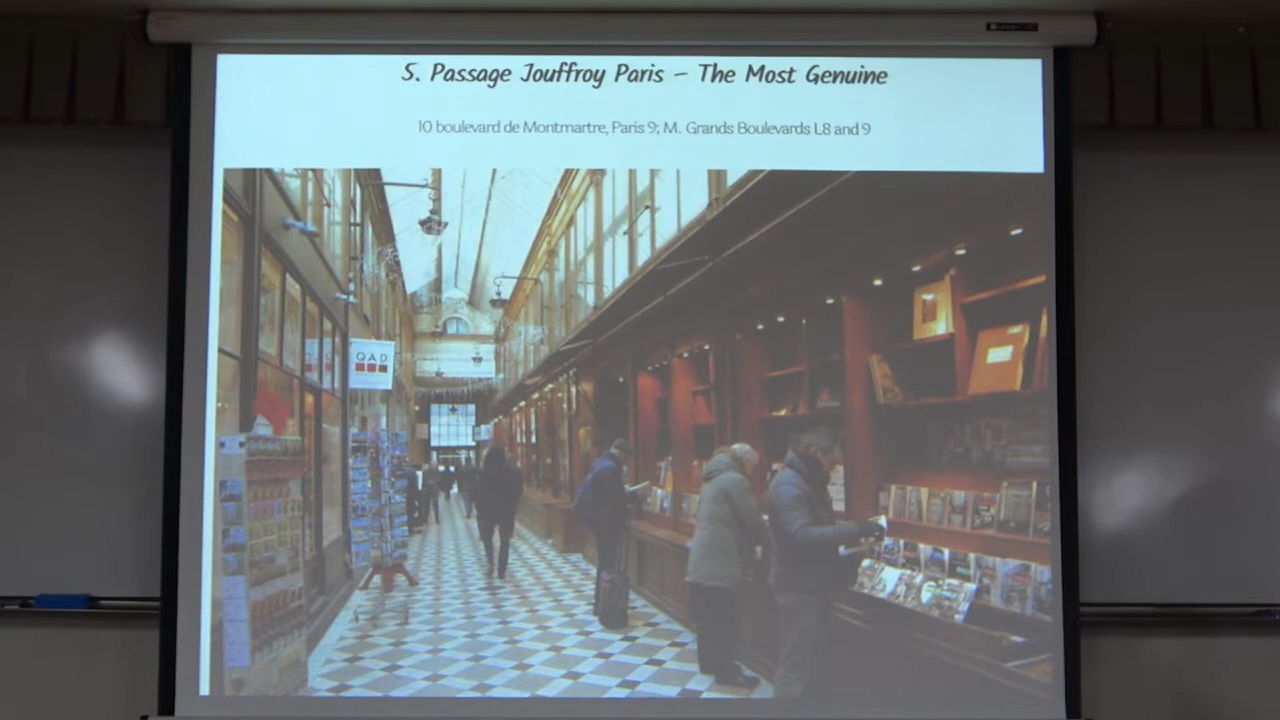 5. Passage Jouffroy Paris – The Most Genuine
10 boulevard de Montmartre, Paris 9; M. Grands Boulevards L8 and 9
QAD